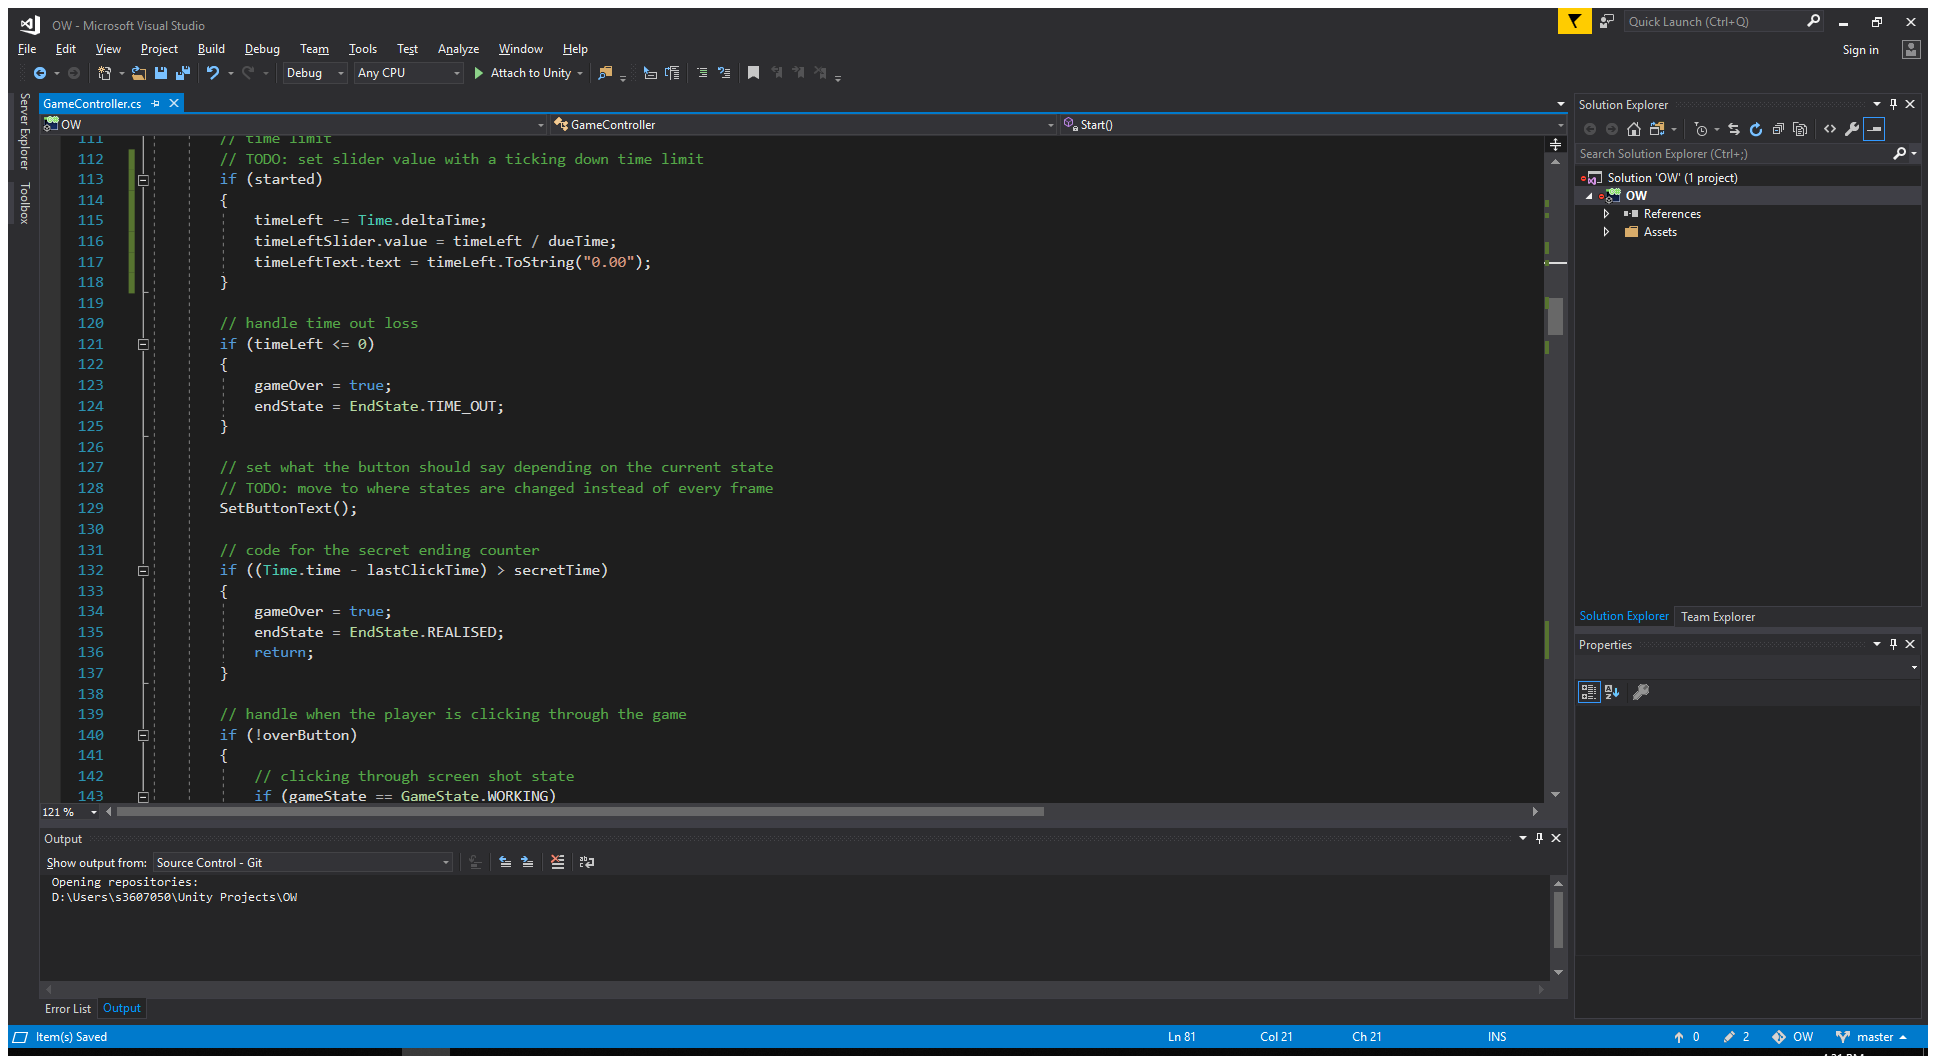 OW - Microsoft Visual Studio
Quick Launch (Ctrl+Q)
File Edit View Project Build Debug Team Tools Test Analyze Window Help
Sign in
Debug Any CPU Attach to Unity
Server Explorer
Toolbox
GameController.cs
OW GameController Start()
111 // time limit
112 // TODO: set slider value with a ticking down time limit
113 if (started)
114 {
115 timeLeft -= Time.deltaTime;
116 timeLeftSlider.value = timeLeft / dueTime;
117 timeLeftText.text = timeLeft.ToString("0.00");
118 }
119
120 // handle time out loss
121 if (timeLeft <= 0)
122 {
123 gameOver = true;
124 endState = EndState.TIME_OUT;
125 }
126
127 // set what the button should say depending on the current state
128 // TODO: move to where states are changed instead of every frame
129 SetButtonText();
130
131 // code for the secret ending counter
132 if ((Time.time - lastClickTime) > secretTime)
133 {
134 gameOver = true;
135 endState = EndState.REALISED;
136 return;
137 }
138
139 // handle when the player is clicking through the game
140 if (!overButton)
141 {
142 // clicking through screen shot state
143 if (gameState == GameState.WORKING)
121 %
Output
Show output from: Source Control - Git
Opening repositories:
D:\Users\s3607050\Unity Projects\OW
Error List Output
Solution Explorer
Search Solution Explorer (Ctrl+;)
Solution 'OW' (1 project)
OW
References
Assets
Solution Explorer Team Explorer
Properties
Item(s) Saved Ln 81 Col 21 Ch 21 INS 0 2 OW master